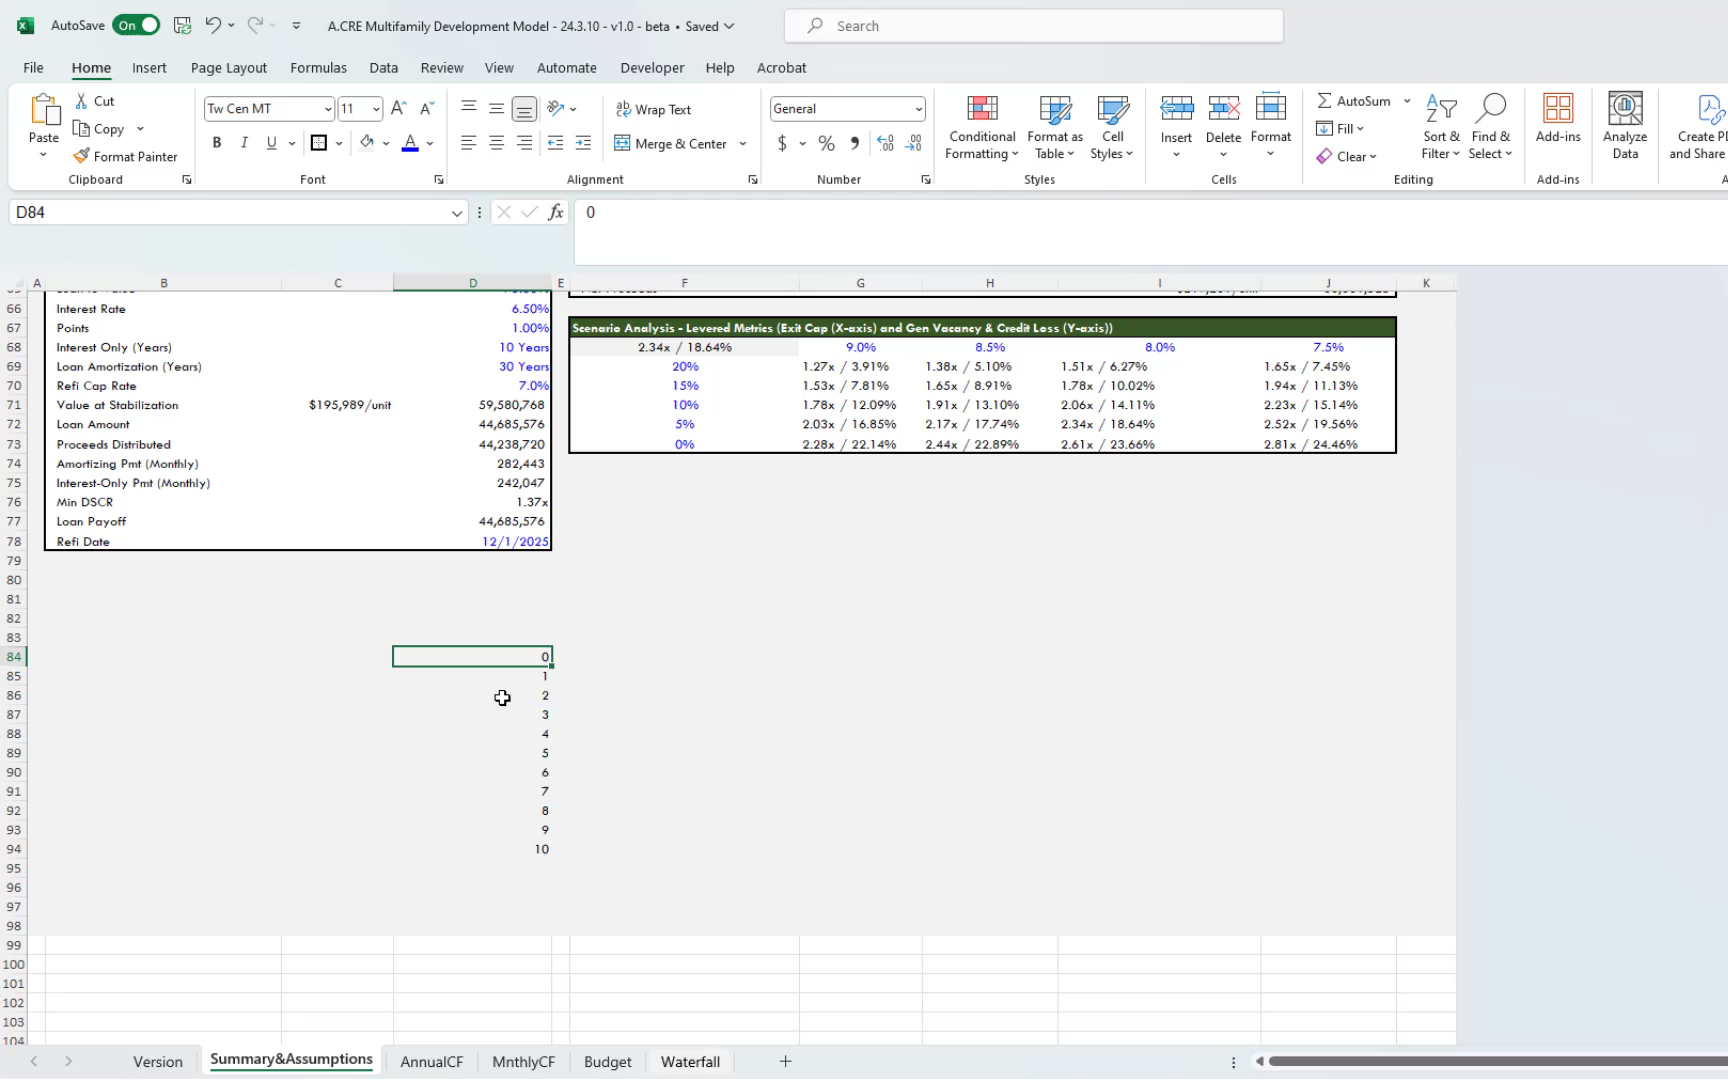 AutoSave On A.CRE Multifamily Development Model - 24.3.10 - v1.0 - beta • Saved Search
File Home Insert Page Layout Formulas Data Review View Automate Developer Help Acrobat
Paste Cut Copy Format Painter Clipboard
Tw Cen MT 11 B I U A Font
Wrap Text Merge & Center Alignment
General $ % Number
Conditional Formatting Format as Table Cell Styles Styles
Insert Delete Format Cells
AutoSum Fill Clear Sort & Filter Find & Select Editing
Add-ins Add-ins
Analyze Data
Create and Share
D84 fx 0
A B C D E F G H I J K
66 Interest Rate 6.50%
67 Points 1.00% Scenario Analysis - Levered Metrics (Exit Cap (X-axis) and Gen Vacancy & Credit Loss (Y-axis))
68 Interest Only (Years) 10 Years 2.34x / 18.64% 9.0% 8.5% 8.0% 7.5%
69 Loan Amortization (Years) 30 Years 20% 1.27x / 3.91% 1.38x / 5.10% 1.51x / 6.27% 1.65x / 7.45%
70 Refi Cap Rate 7.0% 15% 1.53x / 7.81% 1.65x / 8.91% 1.78x / 10.02% 1.94x / 11.13%
71 Value at Stabilization $195,989/unit 59,580,768 10% 1.78x / 12.09% 1.91x / 13.10% 2.06x / 14.11% 2.23x / 15.14%
72 Loan Amount 44,685,576 5% 2.03x / 16.85% 2.17x / 17.74% 2.34x / 18.64% 2.52x / 19.56%
73 Proceeds Distributed 44,238,720 0% 2.28x / 22.14% 2.44x / 22.89% 2.61x / 23.66% 2.81x / 24.46%
74 Amortizing Pmt (Monthly) 282,443
75 Interest-Only Pmt (Monthly) 242,047
76 Min DSCR 1.37x
77 Loan Payoff 44,685,576
78 Refi Date 12/1/2025
79
80
81
82
83
84 0
85 1
86 2
87 3
88 4
89 5
90 6
91 7
92 8
93 9
94 10
95
96
97
98
99
100
101
102
103
104
Version Summary&Assumptions AnnualCF MnthlyCF Budget Waterfall